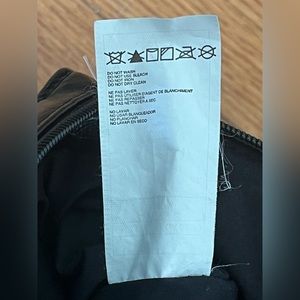 DO NOT WASH
DO NOT USE BLEACH
DO NOT IRON
DO NOT DRY CLEAN
NE PAS LAVER
NE PAS UTILISER D'AGENT DE BLANCHIMENT
NE PAS REPASSER
NE PAS NETTOYER À SEC
NO LAVAR
NO USAR BLANQUEADOR
NO PLANCHAR
NO LAVAR EN SECO